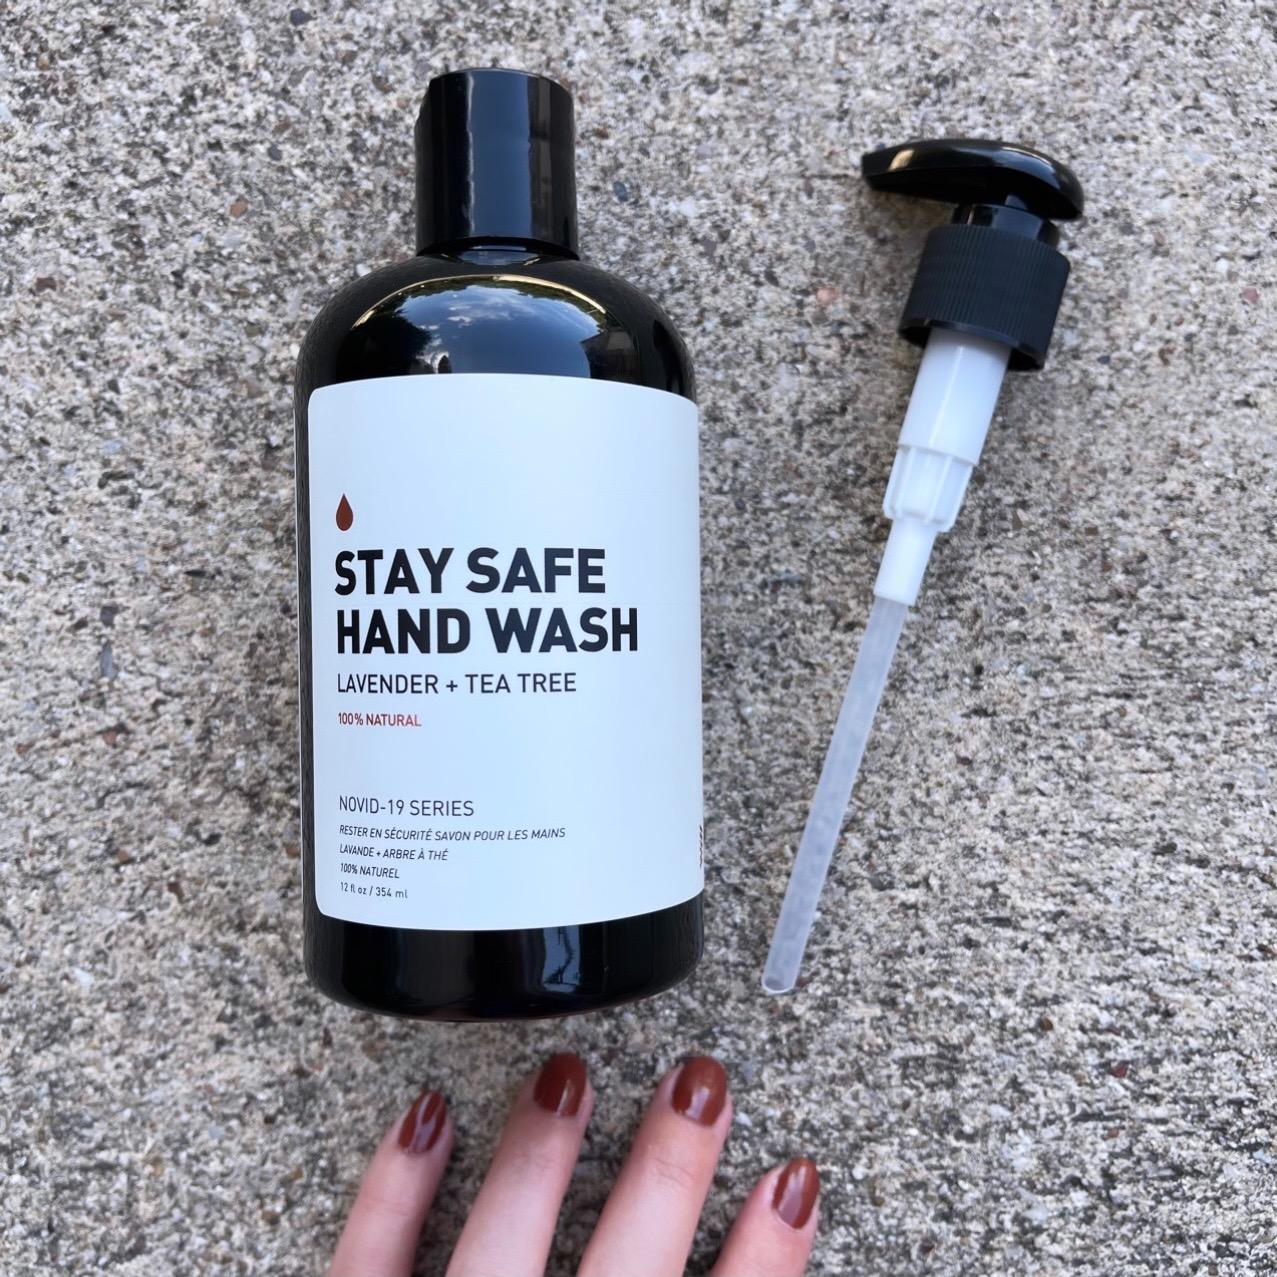 STAY SAFE
HAND WASH
LAVENDER + TEA TREE
100% NATURAL
NOVID-19 SERIES
RESTER EN SÉCURITÉ SAVON POUR LES MAINS
LAVANDE + ARBRE À THÉ
100% NATUREL
12 fl oz / 354 ml